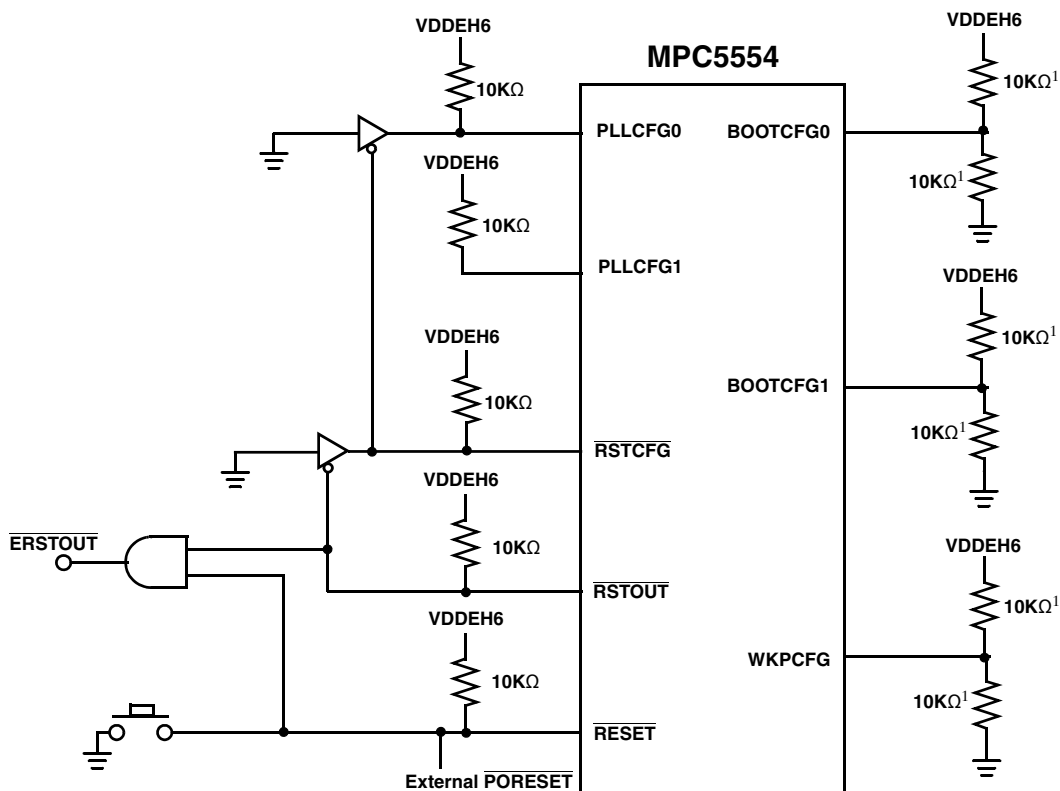 MPC5554
VDDEH6
10KΩ
PLLCFG0
VDDEH6
10KΩ
PLLCFG1
VDDEH6
10KΩ
RSTCFG
VDDEH6
10KΩ
RSTOUT
ERSTOUT
VDDEH6
10KΩ
RESET
External PORESET
VDDEH6
10KΩ¹
BOOTCFG0
10KΩ¹
VDDEH6
10KΩ¹
BOOTCFG1
10KΩ¹
VDDEH6
10KΩ¹
WKPCFG
10KΩ¹